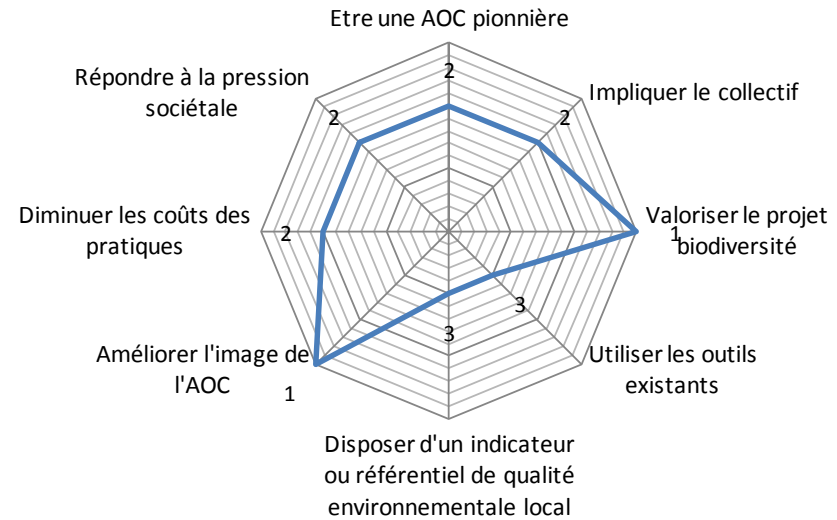 Etre une AOC pionnière
2
Répondre à la pression
sociétale
2
2
Impliquer le collectif
Diminuer les coûts des
pratiques
2
1
Valoriser le projet
biodiversité
3
3
Améliorer l'image de
l'AOC
1
Utiliser les outils
existants
Disposer d'un indicateur
ou référentiel de qualité
environnementale local